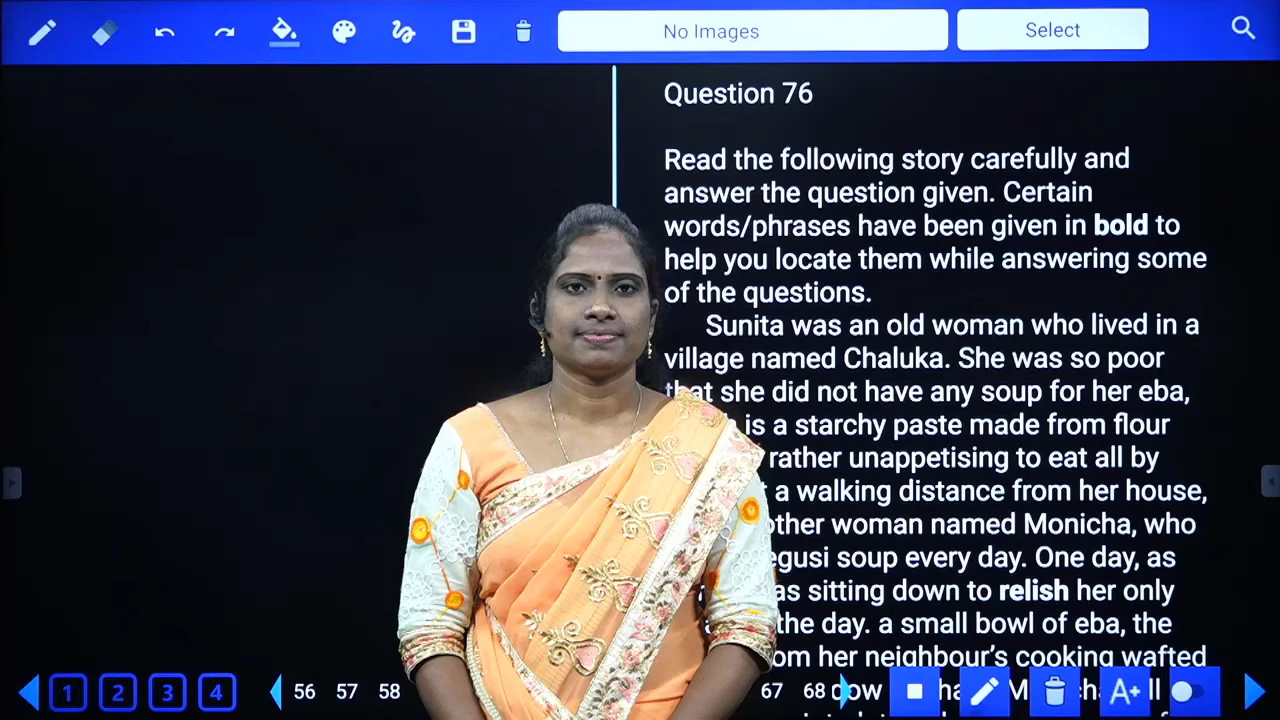 No Images
Select
Question 76
Read the following story carefully and
answer the question given. Certain
words/phrases have been given in bold to
help you locate them while answering some
of the questions.
Sunita was an old woman who lived in a
village named Chaluka. She was so poor
that she did not have any soup for her eba,
is a starchy paste made from flour
rather unappetising to eat all by
a walking distance from her house,
other woman named Monicha, who
egusi soup every day. One day, as
as sitting down to relish her only
the day. a small bowl of eba, the
om her neighbour's cooking wafted
1 2 3 4
56 57 58
67 68
A+